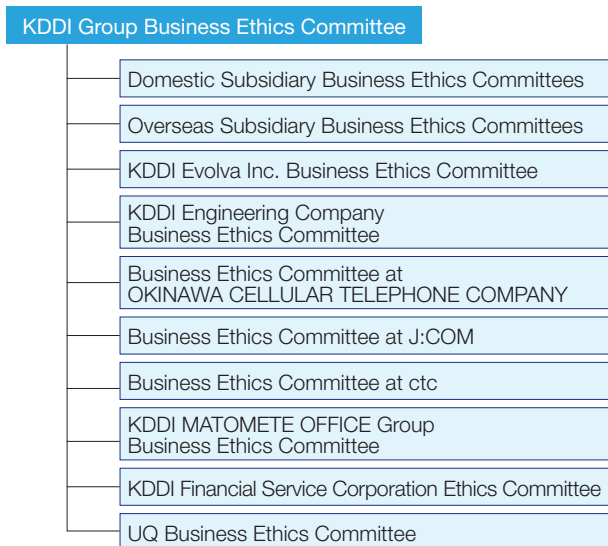 KDDI Group Business Ethics Committee
Domestic Subsidiary Business Ethics Committees
Overseas Subsidiary Business Ethics Committees
KDDI Evolva Inc. Business Ethics Committee
KDDI Engineering Company
Business Ethics Committee
Business Ethics Committee at
OKINAWA CELLULAR TELEPHONE COMPANY
Business Ethics Committee at J:COM
Business Ethics Committee at ctc
KDDI MATOMETE OFFICE Group
Business Ethics Committee
KDDI Financial Service Corporation Ethics Committee
UQ Business Ethics Committee